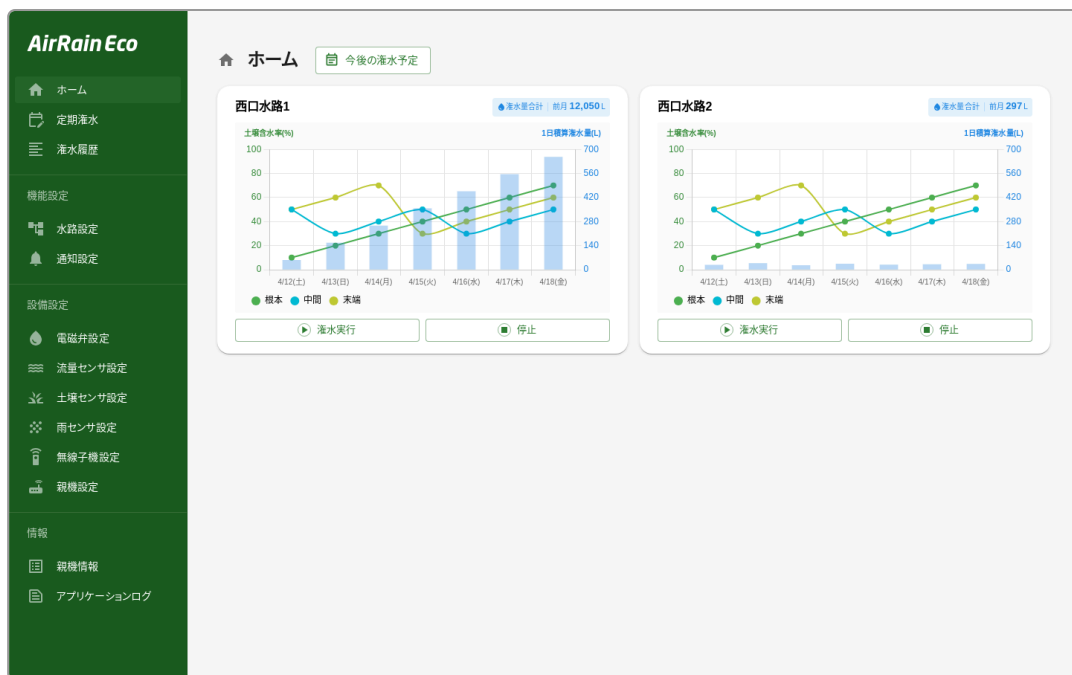 AirRain Eco
ホーム
定期潅水
潅水履歴
機能設定
水路設定
通知設定
設備設定
電磁弁設定
流量センサ設定
土壌センサ設定
雨センサ設定
無線子機設定
親機設定
情報
親機情報
アプリケーションログ
ホーム
今後の潅水予定
西口水路1
潅水量合計 前月 12,050 L
土壌含水率(%)
1日積算潅水量(L)
100
80
60
40
20
0
700
560
420
280
140
0
4/12(土) 4/13(日) 4/14(月) 4/15(火) 4/16(水) 4/17(木) 4/18(金)
根本 中間 末端
潅水実行
停止
西口水路2
潅水量合計 前月 297 L
土壌含水率(%)
1日積算潅水量(L)
100
80
60
40
20
0
700
560
420
280
140
0
4/12(土) 4/13(日) 4/14(月) 4/15(火) 4/16(水) 4/17(木) 4/18(金)
根本 中間 末端
潅水実行
停止